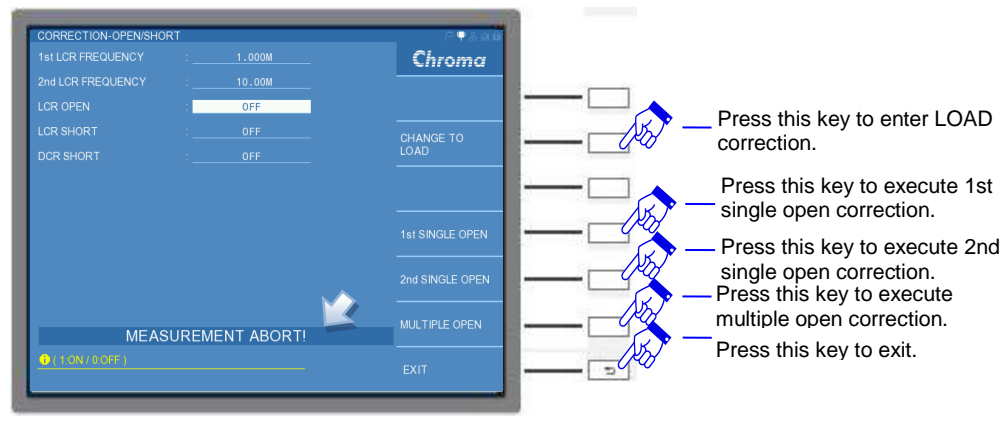 CORRECTION-OPEN/SHORT
Chroma
1st LCR FREQUENCY : 1.000M
2nd LCR FREQUENCY : 10.00M
LCR OPEN : OFF
LCR SHORT : OFF
DCR SHORT : OFF
CHANGE TO
LOAD
1st SINGLE OPEN
2nd SINGLE OPEN
MULTIPLE OPEN
EXIT
MEASUREMENT ABORT!
( 1:ON / 0:OFF )
Press this key to enter LOAD
correction.
Press this key to execute 1st
single open correction.
Press this key to execute 2nd
single open correction.
Press this key to execute
multiple open correction.
Press this key to exit.